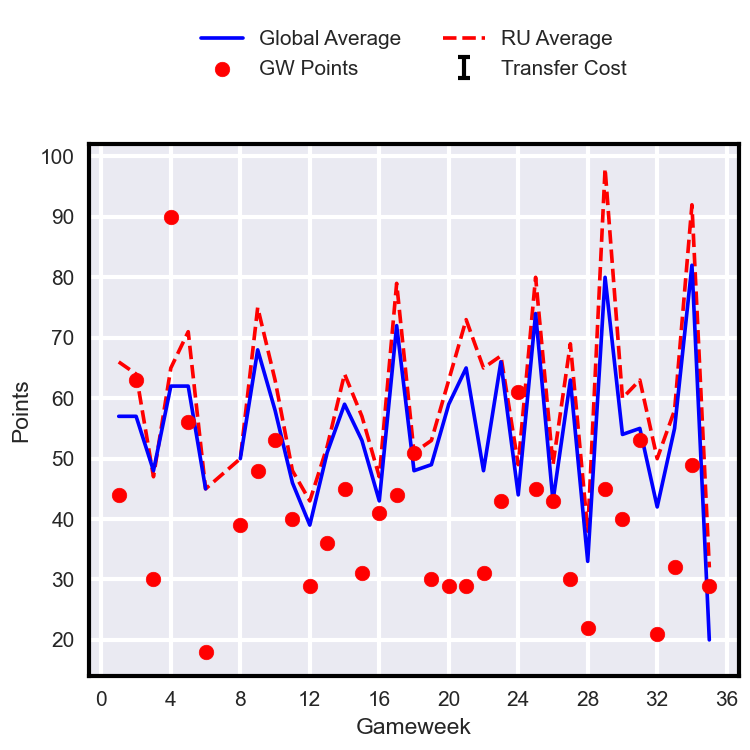 Global Average
RU Average
GW Points
Transfer Cost
100
90
80
70
60
50
40
30
20
Points
0 4 8 12 16 20 24 28 32 36
Gameweek